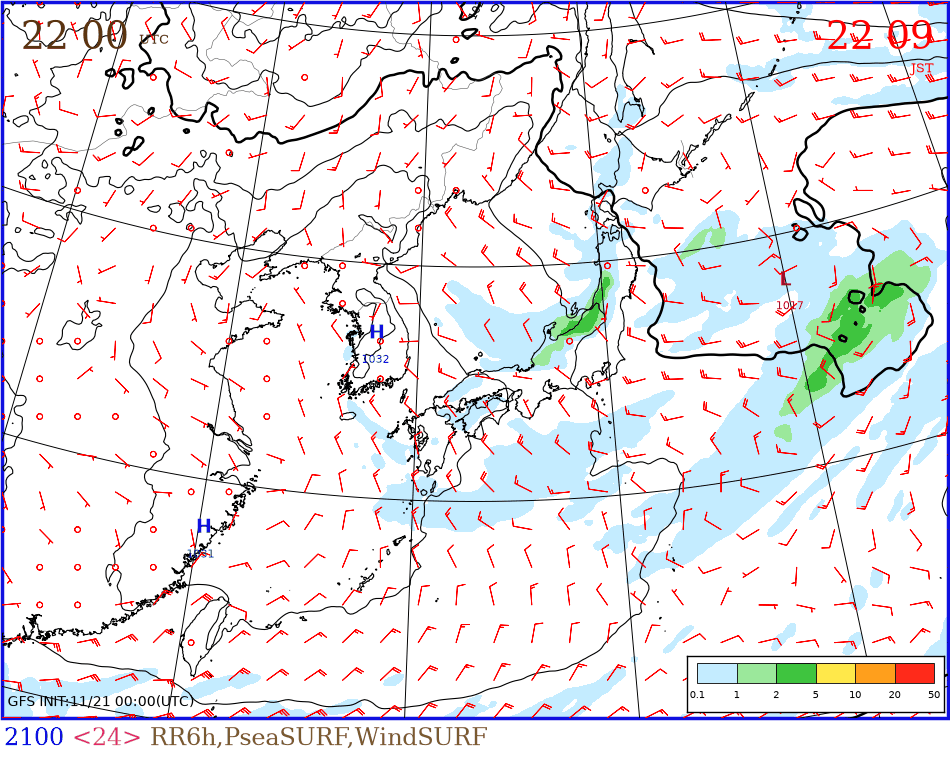 22 00 UTC
22 09
JST
L
1017
H
1032
H
GFS INIT:11/21 00:00(UTC)
0.1 1 2 5 10 20 50
2100 <24> RR6h,PseaSURF,WindSURF